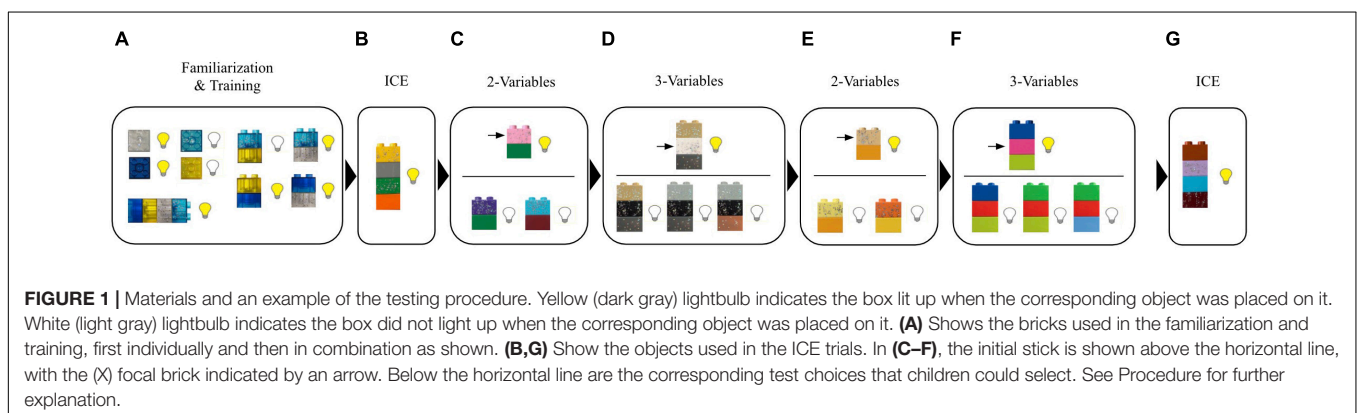 A B C D E F G
Familiarization
& Training
ICE
2-Variables
3-Variables
2-Variables
3-Variables
ICE
FIGURE 1 | Materials and an example of the testing procedure. Yellow (dark gray) lightbulb indicates the box lit up when the corresponding object was placed on it.
White (light gray) lightbulb indicates the box did not light up when the corresponding object was placed on it. (A) Shows the bricks used in the familiarization and
training, first individually and then in combination as shown. (B,G) Show the objects used in the ICE trials. In (C–F), the initial stick is shown above the horizontal line,
with the (X) focal brick indicated by an arrow. Below the horizontal line are the corresponding test choices that children could select. See Procedure for further
explanation.